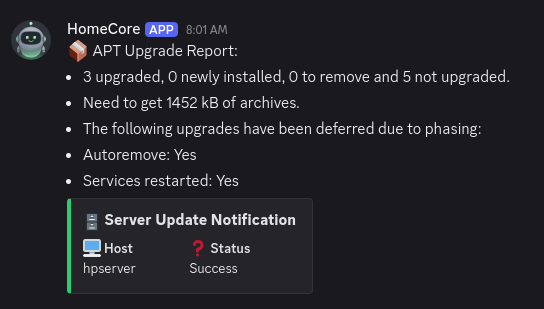 HomeCore APP 8:01 AM
📦 APT Upgrade Report:
• 3 upgraded, 0 newly installed, 0 to remove and 5 not upgraded.
• Need to get 1452 kB of archives.
• The following upgrades have been deferred due to phasing:
• Autoremove: Yes
• Services restarted: Yes
🗄️ Server Update Notification
🖥️ Host ❓ Status
hpserver Success